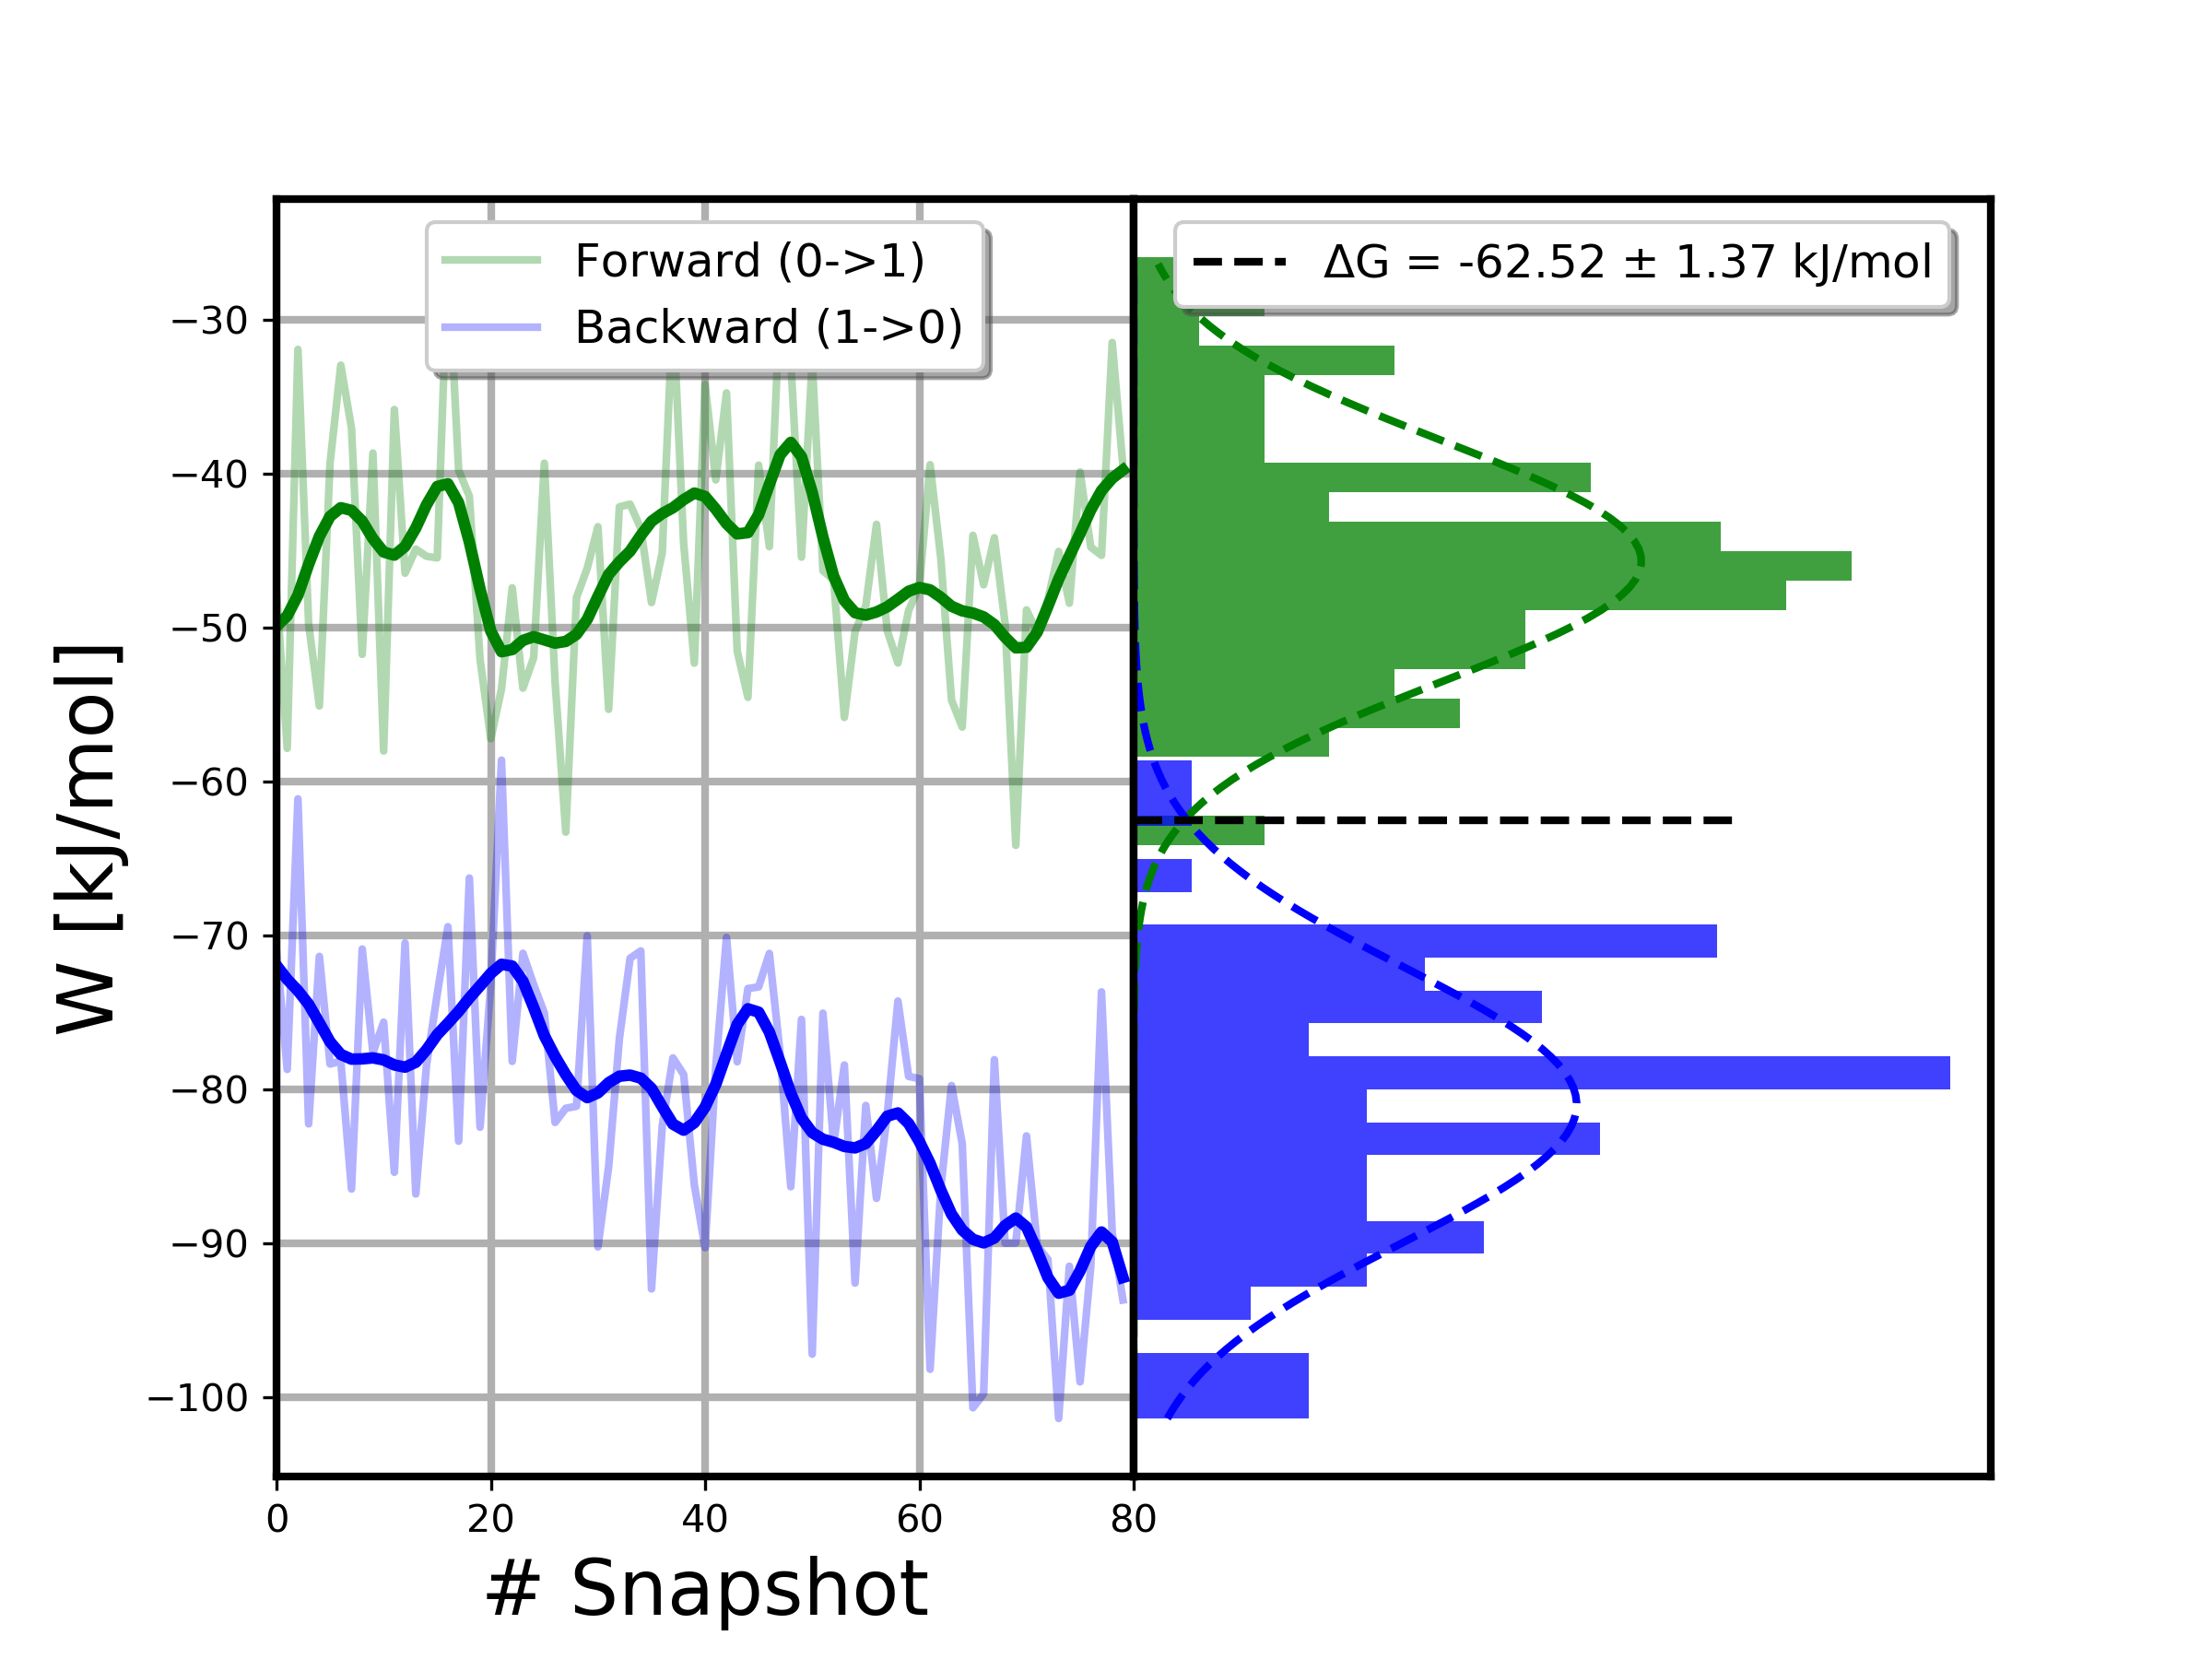 Forward (0->1)
Backward (1->0)
ΔG = -62.52 ± 1.37 kJ/mol
W [kJ/mol]
−30
−40
−50
−60
−70
−80
−90
−100
0 20 40 60 80
# Snapshot